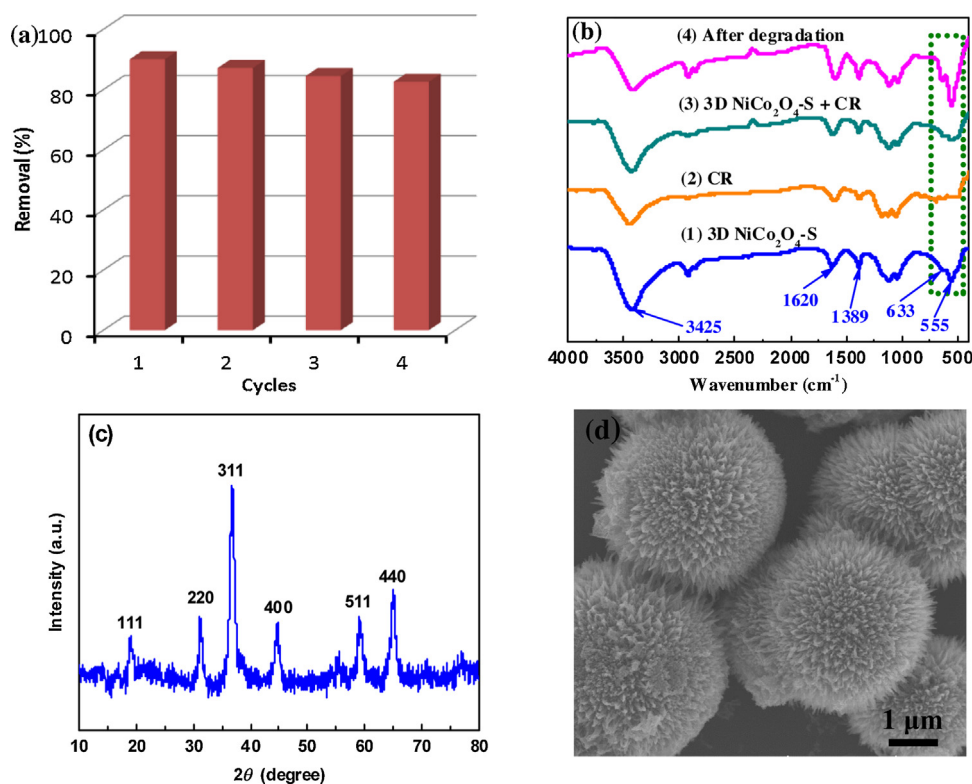 (a)
100
80
60
40
20
0
Removal (%)
1 2 3 4
Cycles
(b)
(4) After degradation
(3) 3D NiCo₂O₄-S + CR
(2) CR
(1) 3D NiCo₂O₄-S
3425
1620
1389
633
555
4000 3500 3000 2500 2000 1500 1000 500
Wavenumber (cm⁻¹)
(c)
Intensity (a.u.)
111
220
311
400
511
440
10 20 30 40 50 60 70 80
2θ (degree)
(d)
1 μm